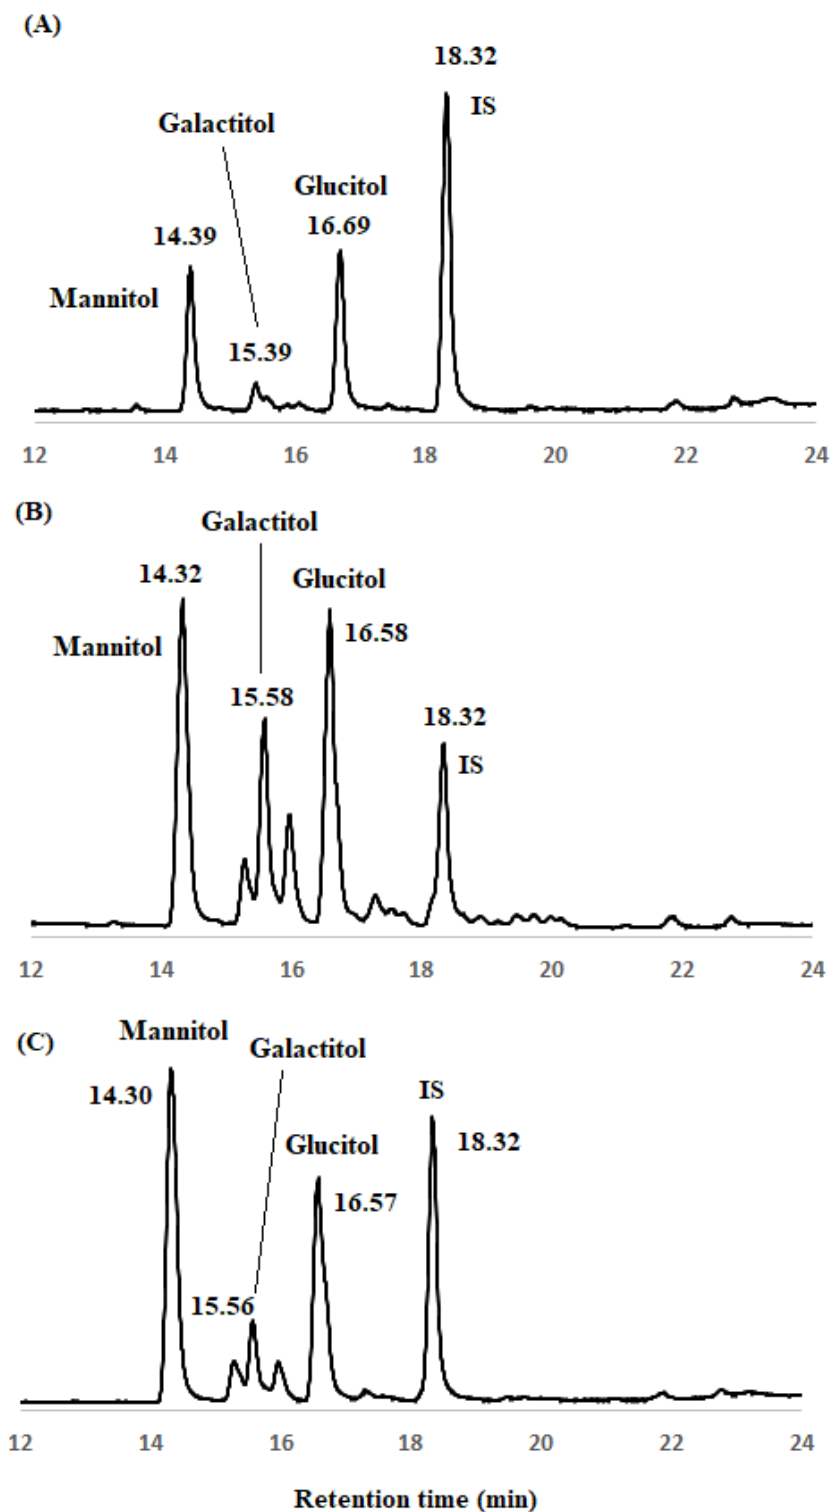 (A)
18.32
IS
Galactitol
Glucitol
16.69
14.39
Mannitol
15.39
12 14 16 18 20 22 24
(B)
Galactitol
14.32
Glucitol
16.58
Mannitol
15.58
18.32
IS
12 14 16 18 20 22 24
(C)
Mannitol
Galactitol
14.30
IS
Glucitol
18.32
16.57
15.56
12 14 16 18 20 22 24
Retention time (min)